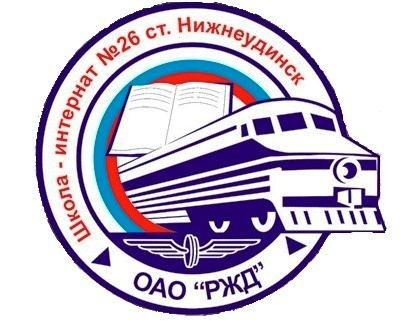 Школа - интернат №26 ст. Нижнеудинск
ОАО "РЖД"